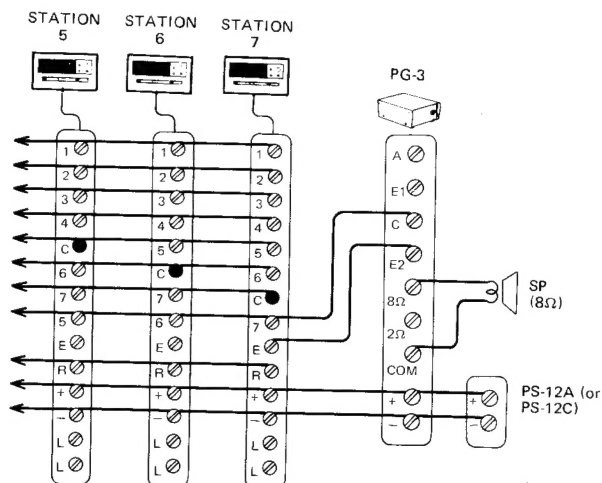 STATION
5
STATION
6
STATION
7
1
2
3
4
C
6
7
5
E
R
+
−
L
L
1
2
3
4
5
C
7
6
E
R
+
−
L
L
1
2
3
4
5
6
C
7
E
R
+
−
L
L
PG-3
A
E1
C
E2
8Ω
2Ω
COM
+
−
SP
(8Ω)
+
−
PS-12A (or
PS-12C)